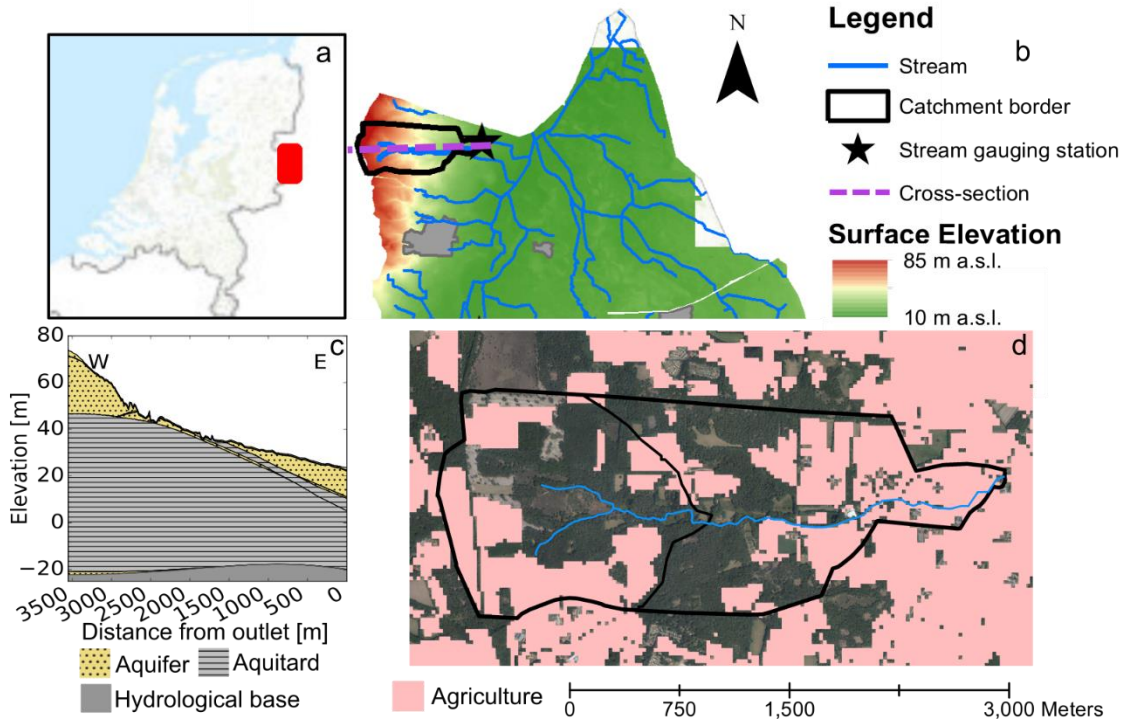 a
N
Legend
b
Stream
Catchment border
Stream gauging station
Cross-section
Surface Elevation
85 m a.s.l.
10 m a.s.l.
80
60
40
20
0
−20
Elevation [m]
W
E
c
3500
3000
2500
2000
1500
1000
500
0
Distance from outlet [m]
Aquifer
Aquitard
Hydrological base
d
Agriculture
0
750
1,500
3,000 Meters